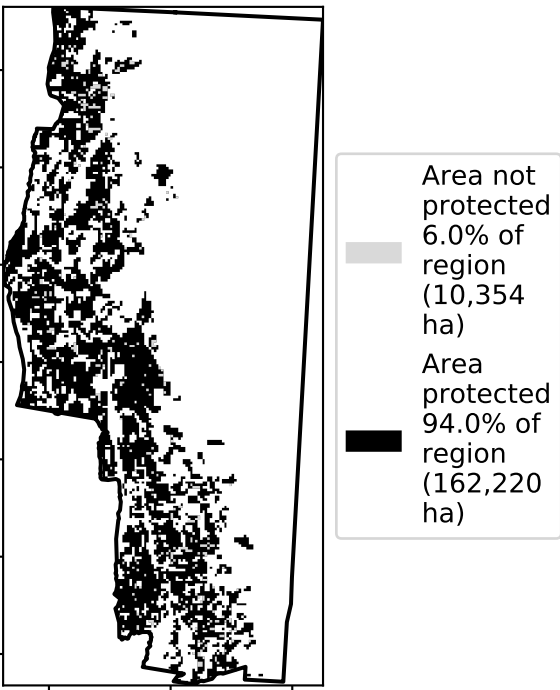 Area not
protected
6.0% of
region
(10,354
ha)
Area
protected
94.0% of
region
(162,220
ha)